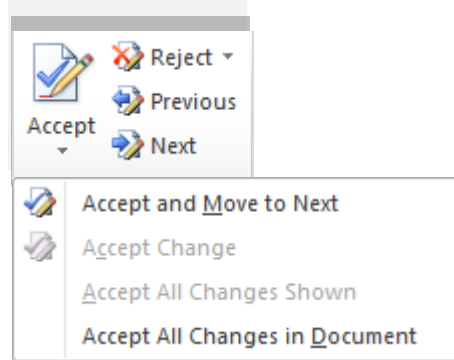 Accept
Reject
Previous
Next
Accept and Move to Next
Accept Change
Accept All Changes Shown
Accept All Changes in Document